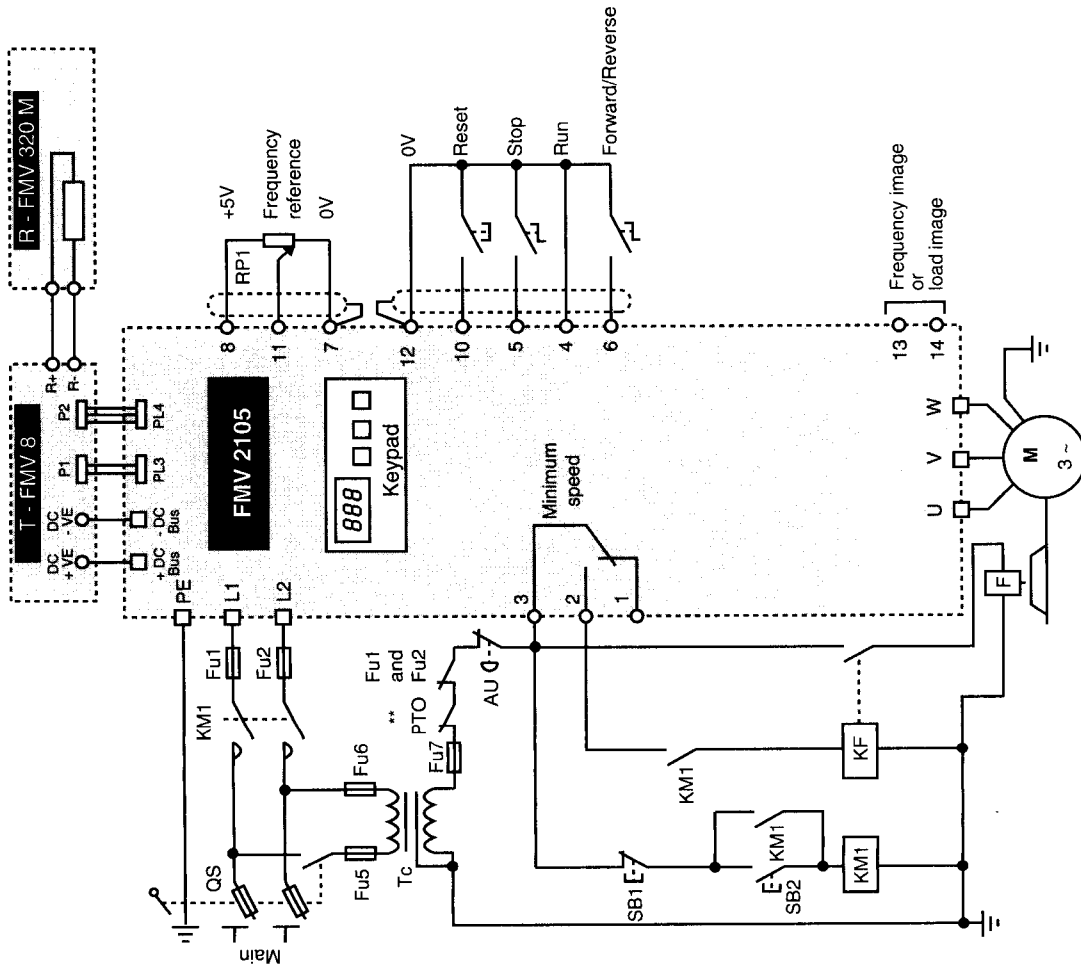 T - FMV 8
R - FMV 320 M
DC
+ VE
DC
- VE
P1
P2
R+
R-
+ DC
Bus
- DC
Bus
PL3
PL4
Main
QS
PE
L1
L2
KM1
Fu1
Fu2
Fu5
Fu6
Tc
Fu7
**
PTO
Fu1
and
Fu2
AU
FMV 2105
888
Keypad
8
11
7
RP1
+5V
Frequency
reference
0V
12
10
5
4
6
0V
Reset
Stop
Run
Forward/Reverse
3
2
1
Minimum
speed
SB1
SB2
KM1
KM1
KM1
KF
F
U
V
W
M
3 ~
13
14
Frequency image
or
load image